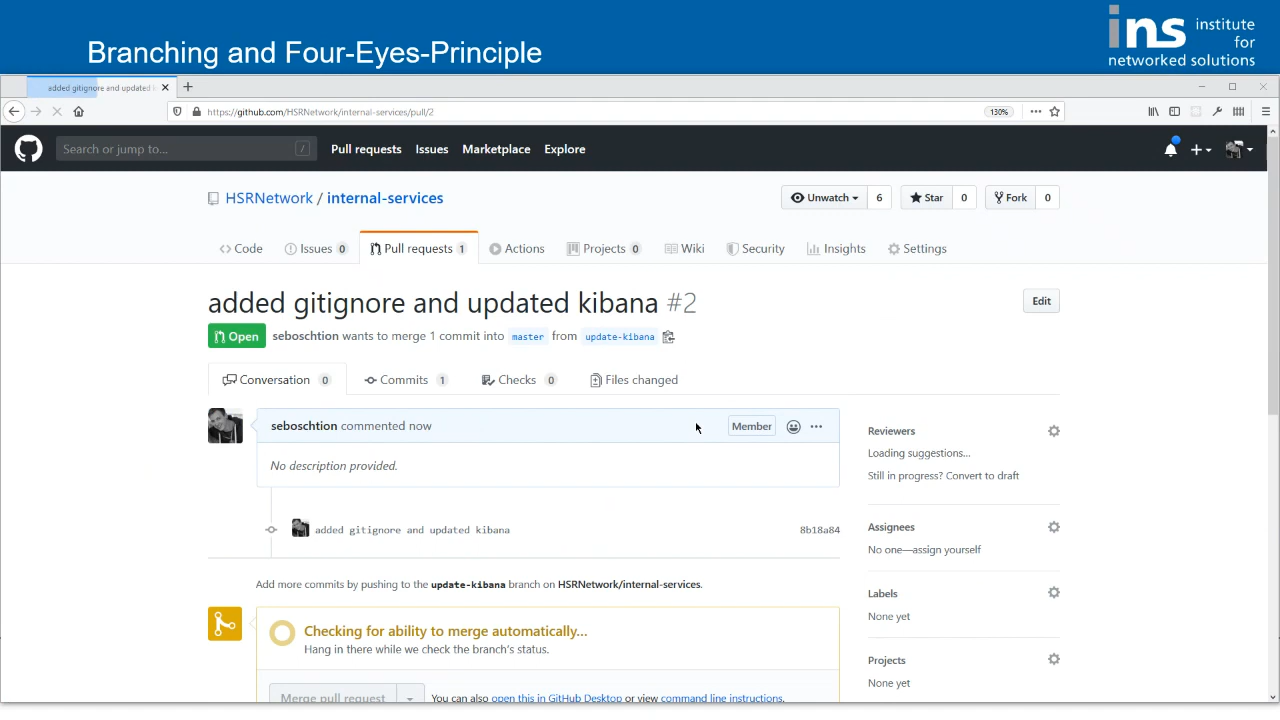 Branching and Four-Eyes-Principle
ins institute for networked solutions
added gitignore and updated k
https://github.com/HSRNetwork/internal-services/pull/2
130%
Search or jump to...
/
Pull requests Issues Marketplace Explore
HSRNetwork / internal-services
Unwatch 6 Star 0 Fork 0
Code Issues 0 Pull requests 1 Actions Projects 0 Wiki Security Insights Settings
added gitignore and updated kibana #2
Edit
Open seboschtion wants to merge 1 commit into master from update-kibana
Conversation 0 Commits 1 Checks 0 Files changed
seboschtion commented now
Member
No description provided.
added gitignore and updated kibana 8b18a84
Add more commits by pushing to the update-kibana branch on HSRNetwork/internal-services.
Checking for ability to merge automatically...
Hang in there while we check the branch's status.
Merge pull request You can also open this in GitHub Desktop or view command line instructions.
Reviewers
Loading suggestions...
Still in progress? Convert to draft
Assignees
No one—assign yourself
Labels
None yet
Projects
None yet